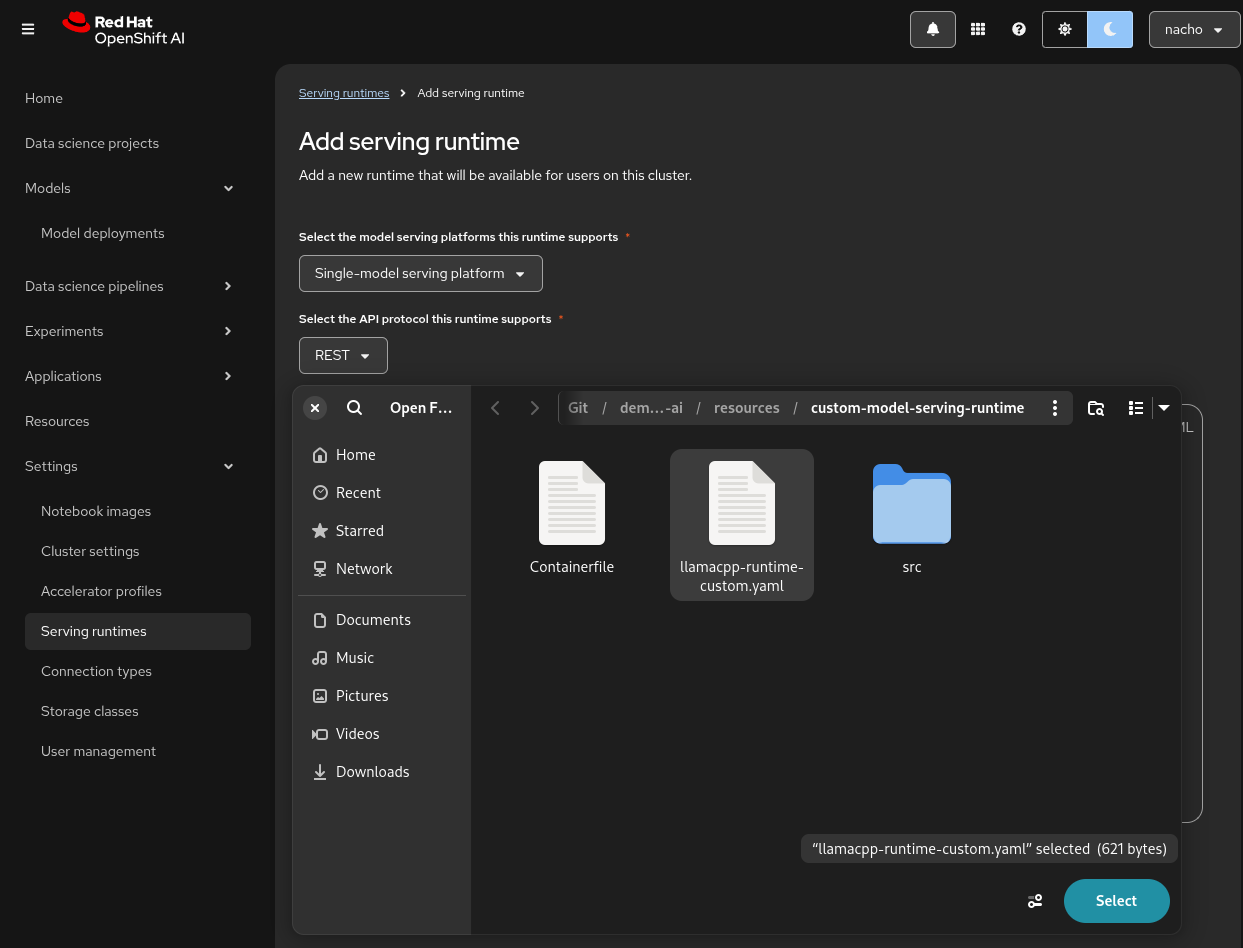 Red Hat
OpenShift AI
nacho
Home
Data science projects
Models
Model deployments
Data science pipelines
Experiments
Applications
Resources
Settings
Notebook images
Cluster settings
Accelerator profiles
Serving runtimes
Connection types
Storage classes
User management
Serving runtimes > Add serving runtime
Add serving runtime
Add a new runtime that will be available for users on this cluster.
Select the model serving platforms this runtime supports *
Single-model serving platform
Select the API protocol this runtime supports *
REST
Open F...
Git / dem...-ai / resources / custom-model-serving-runtime
Home
Recent
Starred
Network
Documents
Music
Pictures
Videos
Downloads
Containerfile
llamacpp-runtime-
custom.yaml
src
“llamacpp-runtime-custom.yaml” selected (621 bytes)
Select